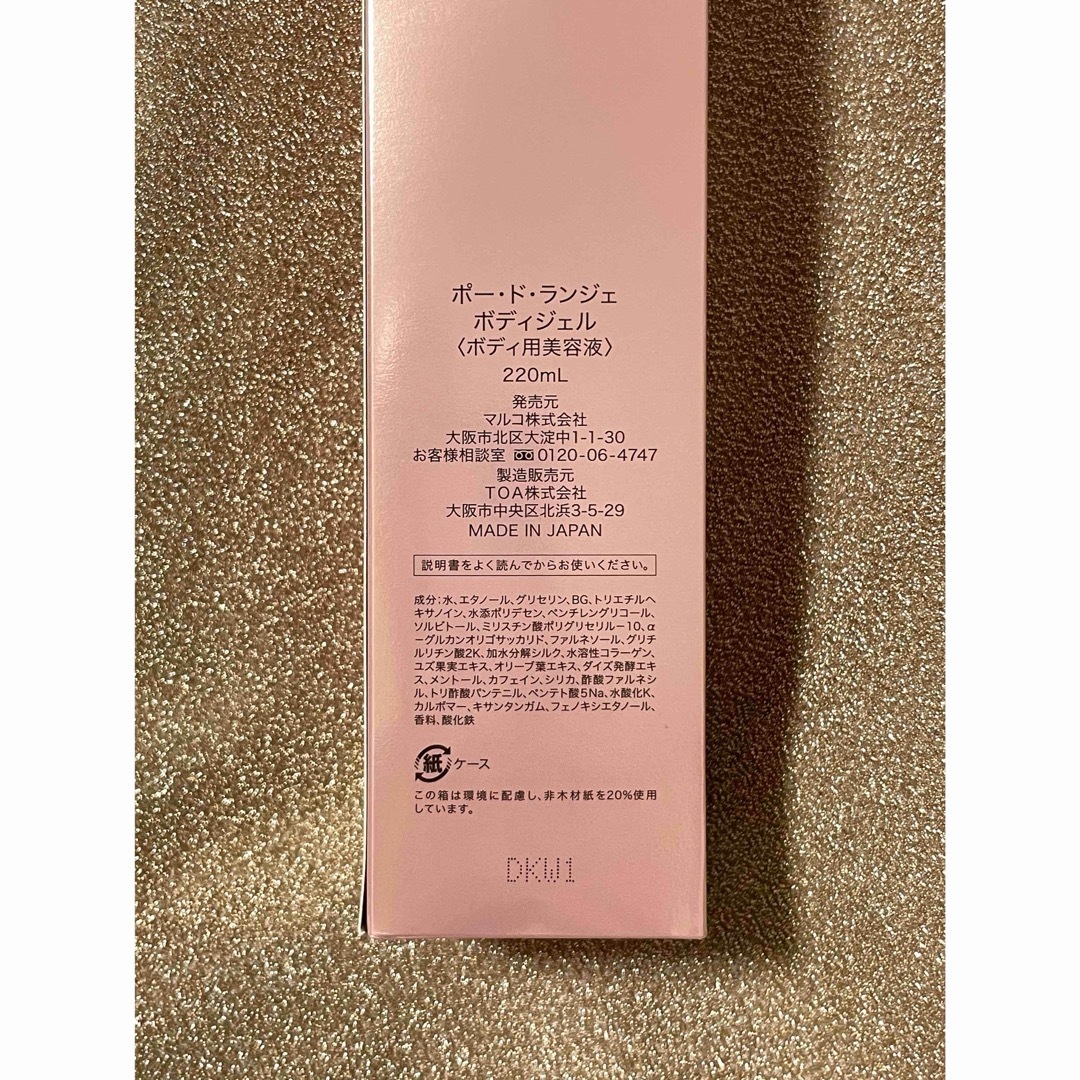 ポー・ド・ランジェ
ボディジェル
〈ボディ用美容液〉
220mL
発売元
マルコ株式会社
大阪市北区大淀中1-1-30
お客様相談室 0120-06-4747
製造販売元
TOA株式会社
大阪市中央区北浜3-5-29
MADE IN JAPAN
説明書をよく読んでからお使いください。
成分:水、エタノール、グリセリン、BG、トリエチルヘ
キサノイン、水添ポリデセン、ペンチレングリコール、
ソルビトール、ミリスチン酸ポリグリセリル-10、α
-グルカンオリゴサッカリド、ファルネソール、グリチ
ルリチン酸2K、加水分解シルク、水溶性コラーゲン、
ユズ果実エキス、オリーブ葉エキス、ダイズ発酵エキ
ス、メントール、カフェイン、シリカ、酢酸ファルネシ
ル、トリ酢酸パンテニル、ペンテト酸5Na、水酸化K、
カルボマー、キサンタンガム、フェノキシエタノール、
香料、酸化鉄
紙 ケース
この箱は環境に配慮し、非木材紙を20%使用
しています。
DKW1